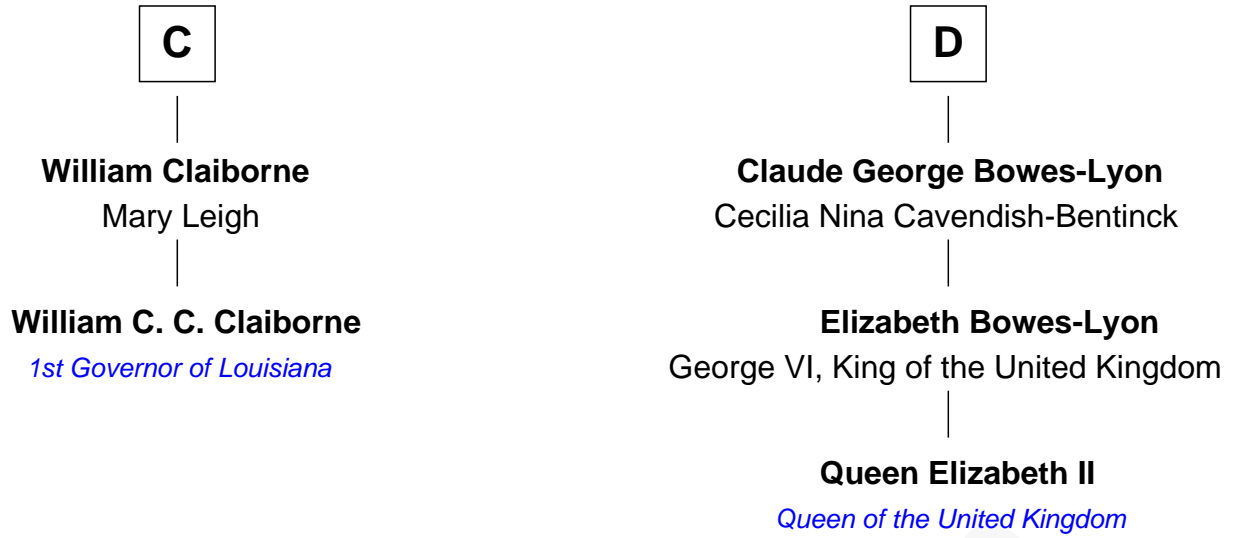 C
William Claiborne
Mary Leigh
William C. C. Claiborne
1st Governor of Louisiana
D
Claude George Bowes-Lyon
Cecilia Nina Cavendish-Bentinck
Elizabeth Bowes-Lyon
George VI, King of the United Kingdom
Queen Elizabeth II
Queen of the United Kingdom